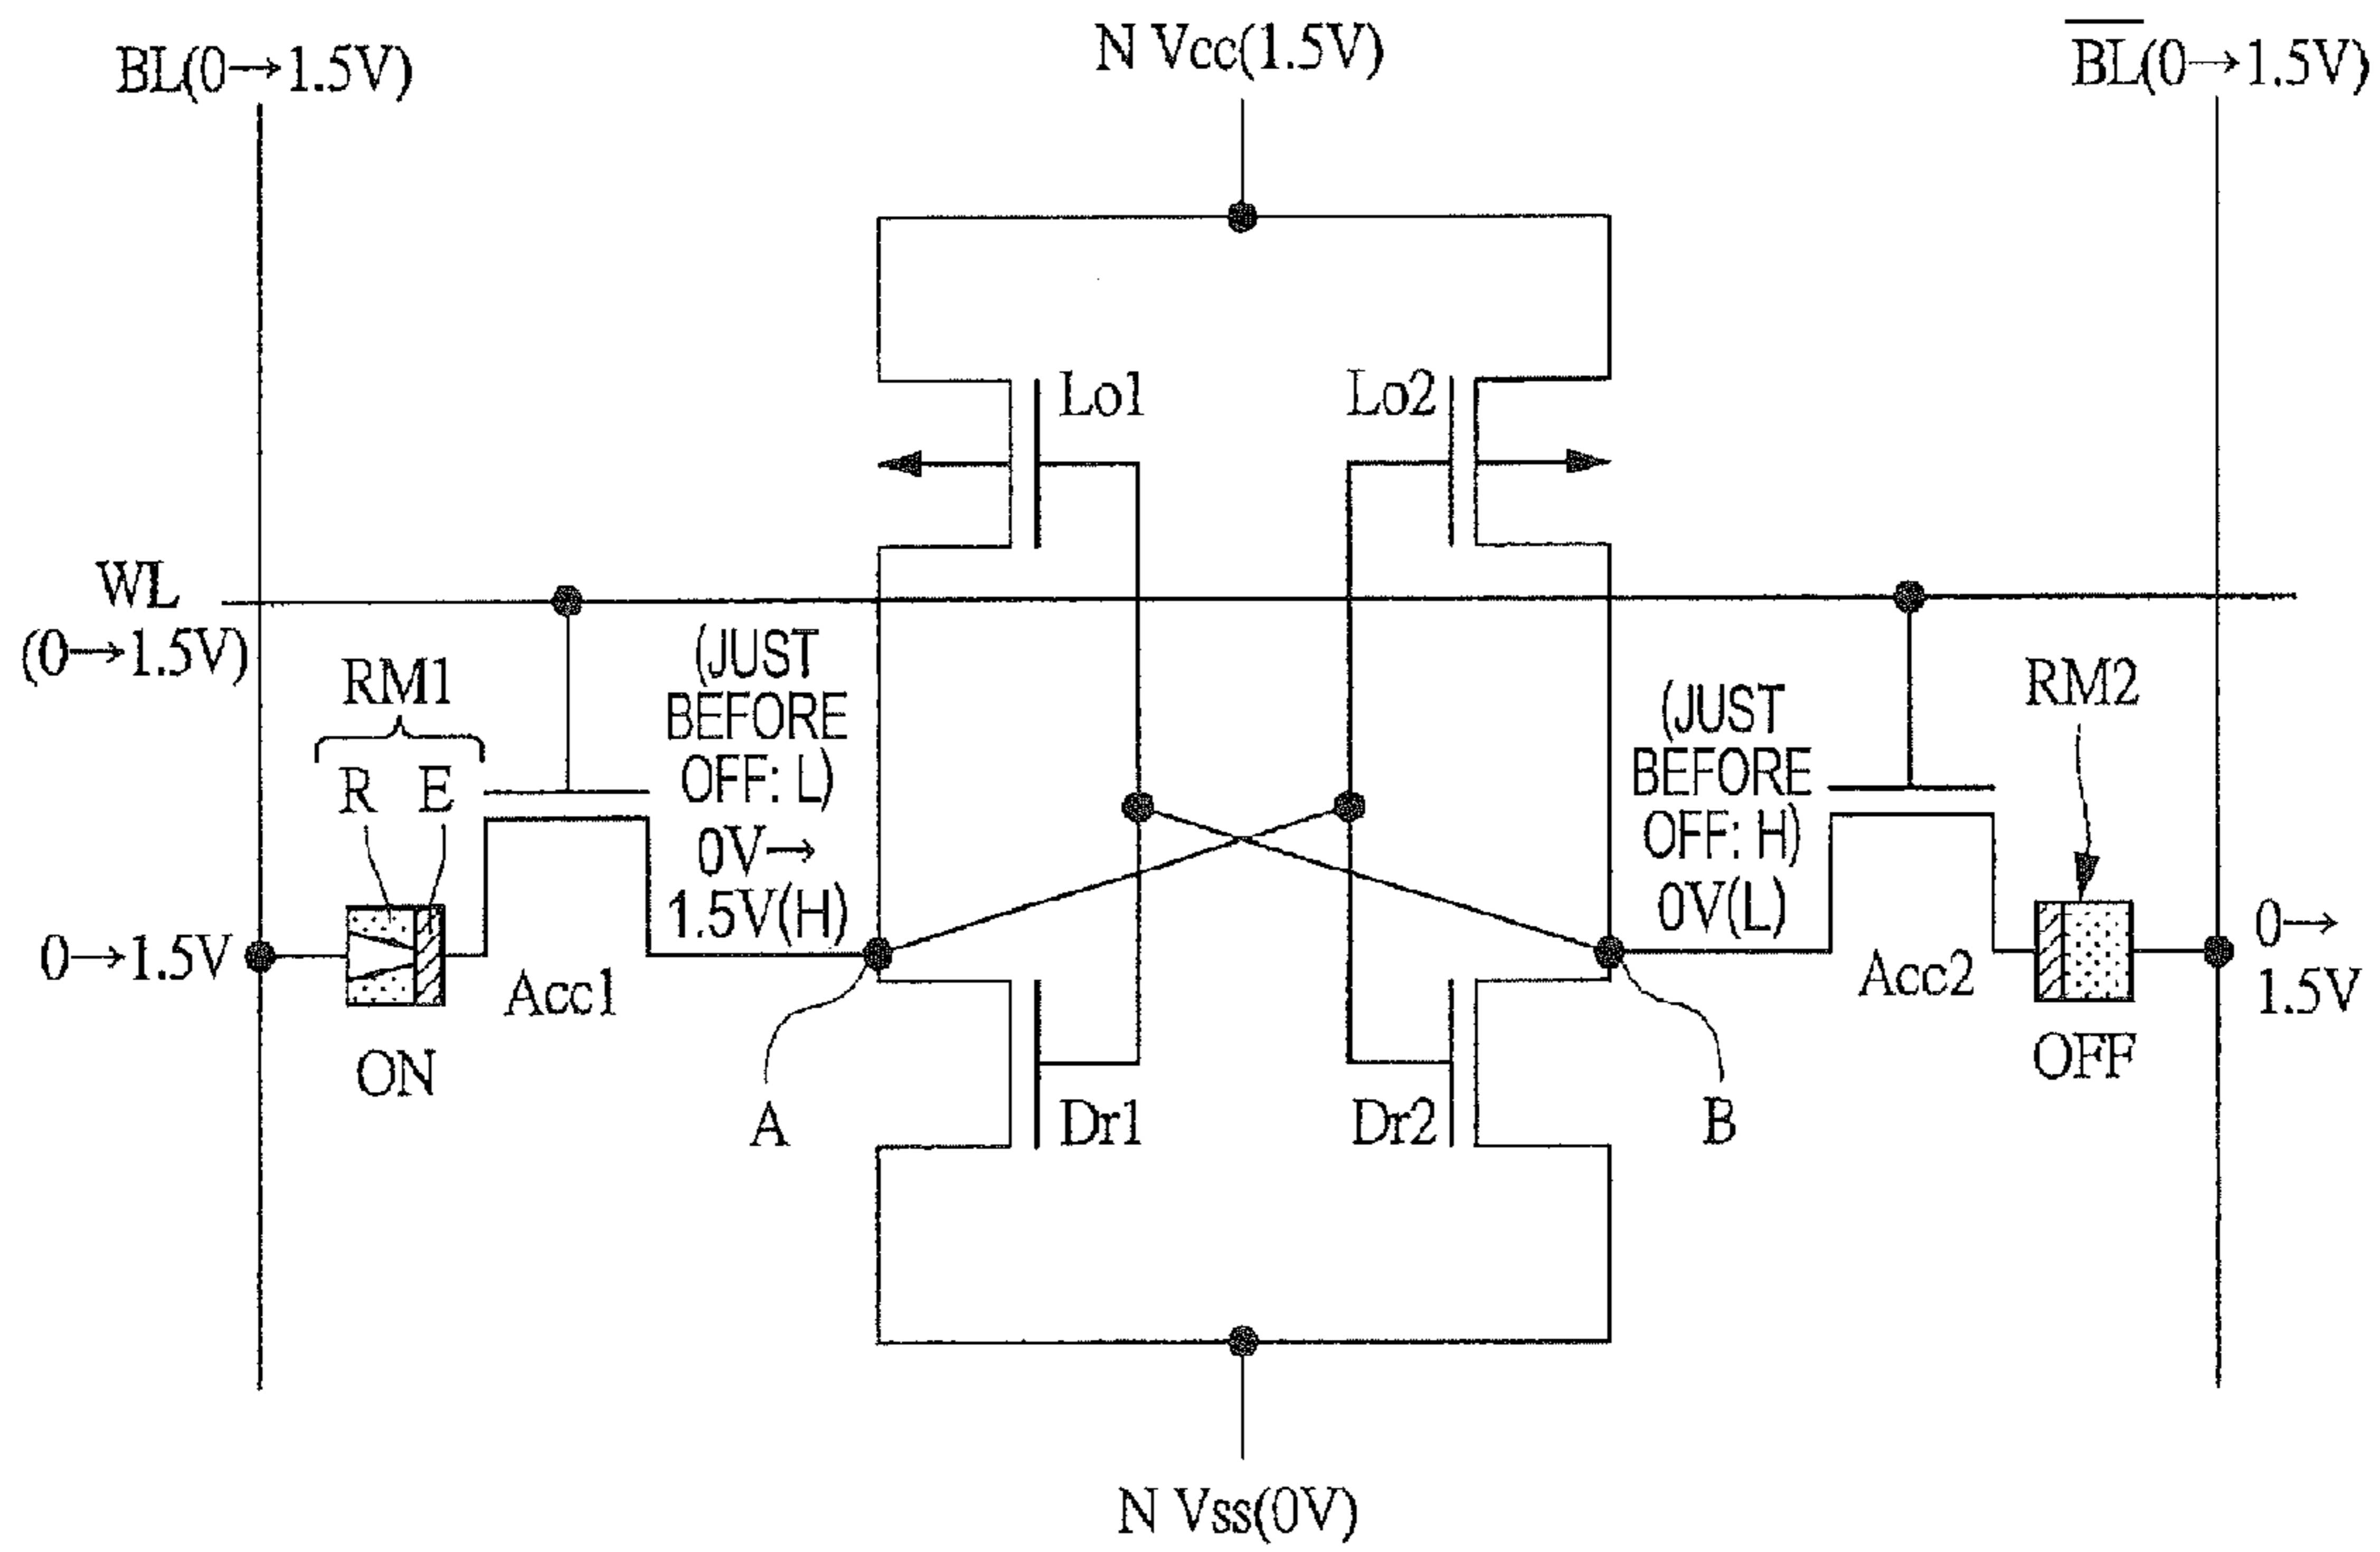 BL(0→1.5V)
N Vcc(1.5V)
B̅L̅(0→1.5V)
Lo1
Lo2
WL
(0→1.5V)
RM1
R E
(JUST
BEFORE
OFF: L)
0V→
1.5V(H)
(JUST
BEFORE
OFF: H)
0V(L)
RM2
0→1.5V
Acc1
ON
A
Dr1
Dr2
B
Acc2
OFF
0→
1.5V
N Vss(0V)